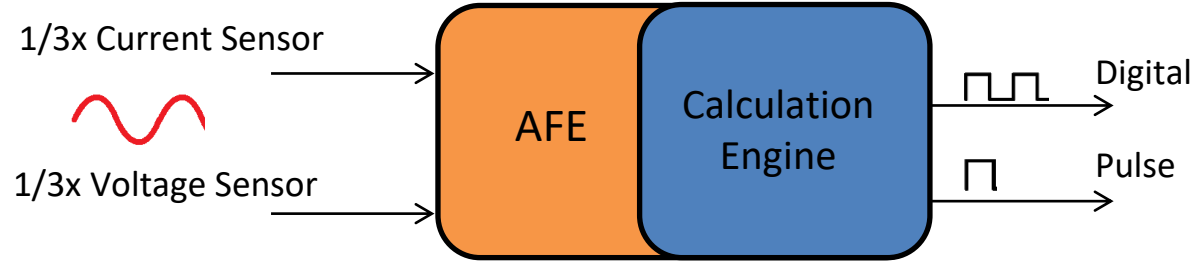 1/3x Current Sensor
1/3x Voltage Sensor
AFE
Calculation
Engine
Digital
Pulse